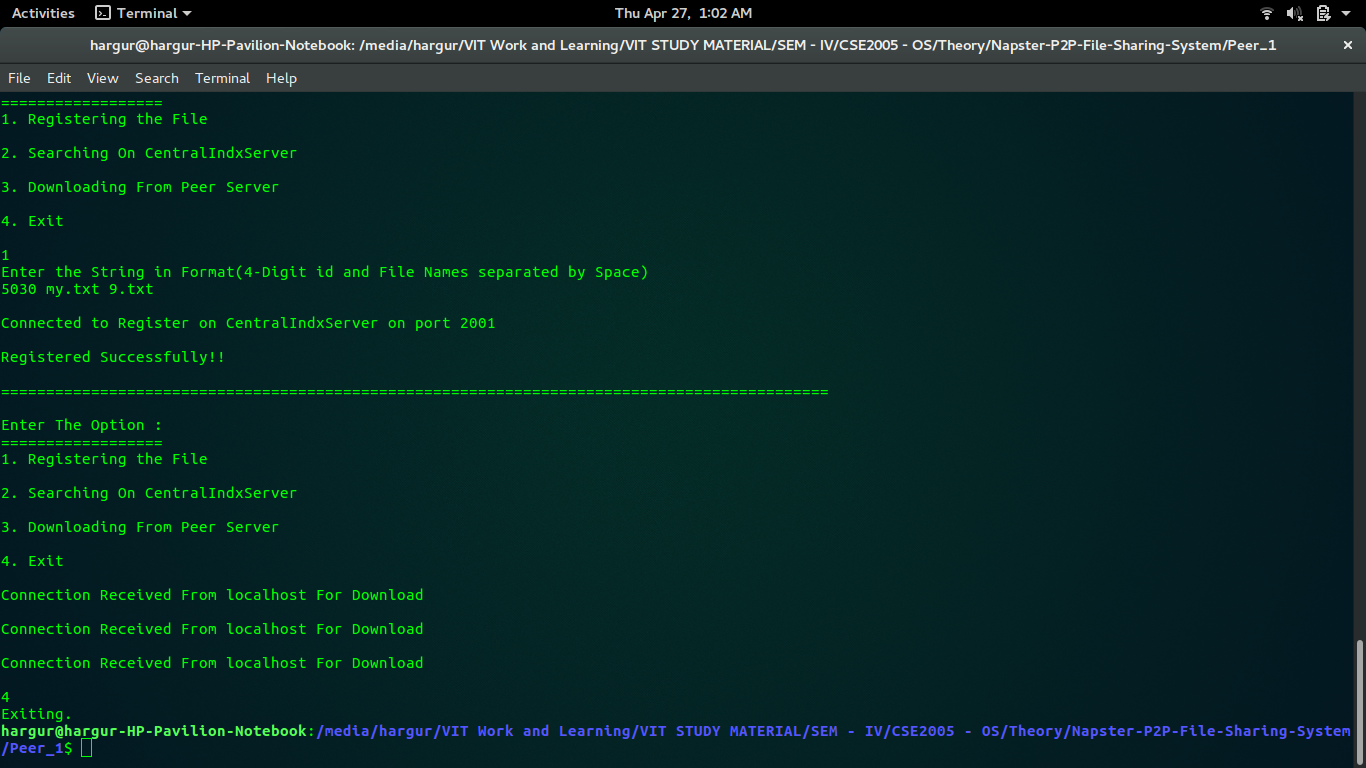 Activities Terminal Thu Apr 27, 1:02 AM
hargur@hargur-HP-Pavilion-Notebook: /media/hargur/VIT Work and Learning/VIT STUDY MATERIAL/SEM - IV/CSE2005 - OS/Theory/Napster-P2P-File-Sharing-System/Peer_1 ×
File Edit View Search Terminal Help
==================
1. Registering the File
2. Searching On CentralIndxServer
3. Downloading From Peer Server
4. Exit
1
Enter the String in Format(4-Digit id and File Names separated by Space)
5030 my.txt 9.txt
Connected to Register on CentralIndxServer on port 2001
Registered Successfully!!
============================================================================================
Enter The Option :
==================
1. Registering the File
2. Searching On CentralIndxServer
3. Downloading From Peer Server
4. Exit
Connection Received From localhost For Download
Connection Received From localhost For Download
Connection Received From localhost For Download
4
Exiting.
hargur@hargur-HP-Pavilion-Notebook:/media/hargur/VIT Work and Learning/VIT STUDY MATERIAL/SEM - IV/CSE2005 - OS/Theory/Napster-P2P-File-Sharing-System
/Peer_1$